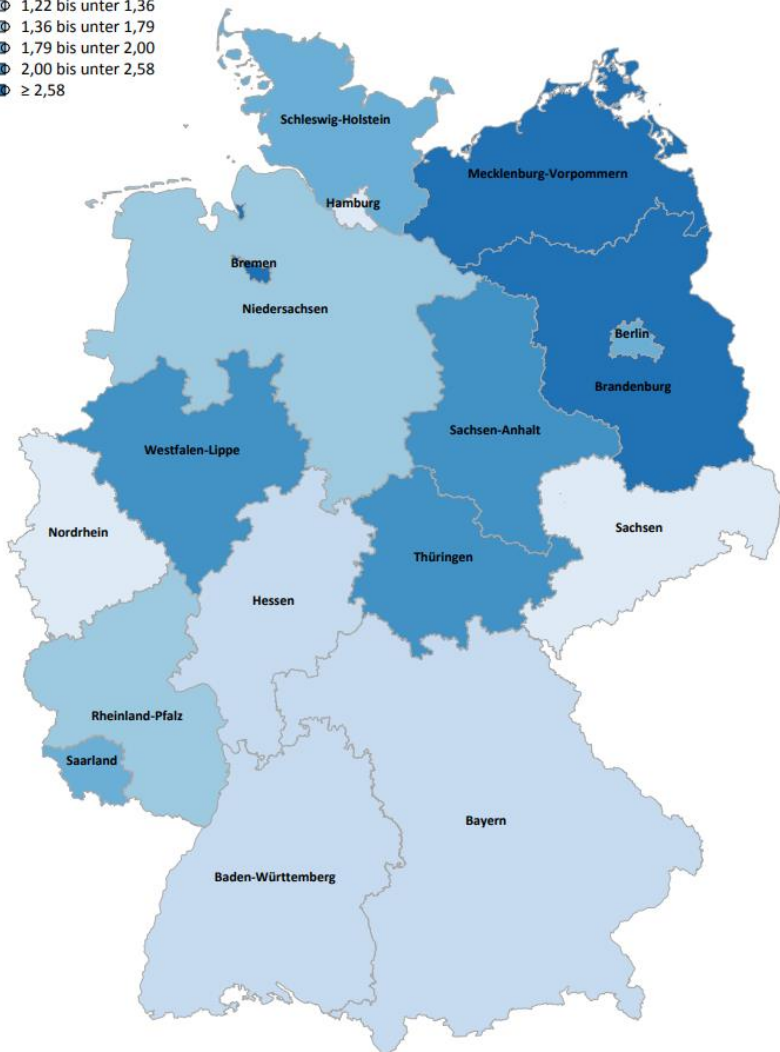 1,22 bis unter 1,36
1,36 bis unter 1,79
1,79 bis unter 2,00
2,00 bis unter 2,58
≥ 2,58
Schleswig-Holstein
Mecklenburg-Vorpommern
Hamburg
Bremen
Niedersachsen
Berlin
Brandenburg
Sachsen-Anhalt
Westfalen-Lippe
Sachsen
Nordrhein
Thüringen
Hessen
Rheinland-Pfalz
Saarland
Bayern
Baden-Württemberg